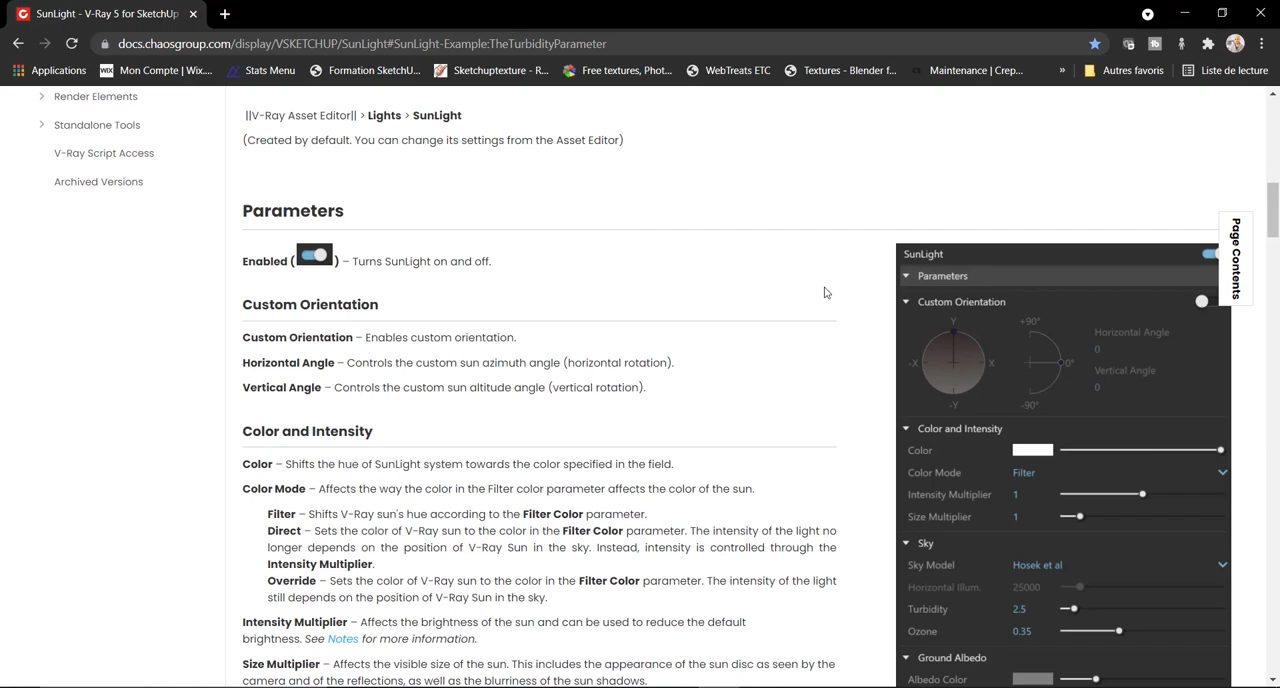 SunLight - V-Ray 5 for SketchUp
docs.chaosgroup.com/display/VSKETCHUP/SunLight#SunLight-Example:TheTurbidityParameter
Applications
Mon Compte | Wix....
Stats Menu
Formation SketchU...
Sketchuptexture - R...
Free textures, Phot...
WebTreats ETC
Textures - Blender f...
Maintenance | Crep...
»
Autres favoris
Liste de lecture
Render Elements
Standalone Tools
V-Ray Script Access
Archived Versions
||V-Ray Asset Editor|| > Lights > SunLight
(Created by default. You can change its settings from the Asset Editor)
Parameters
Enabled ( ) – Turns SunLight on and off.
Custom Orientation
Custom Orientation – Enables custom orientation.
Horizontal Angle – Controls the custom sun azimuth angle (horizontal rotation).
Vertical Angle – Controls the custom sun altitude angle (vertical rotation).
Color and Intensity
Color – Shifts the hue of SunLight system towards the color specified in the field.
Color Mode – Affects the way the color in the Filter color parameter affects the color of the sun.
Filter – Shifts V-Ray sun's hue according to the Filter Color parameter.
Direct – Sets the color of V-Ray sun to the color in the Filter Color parameter. The intensity of the light no
longer depends on the position of V-Ray Sun in the sky. Instead, intensity is controlled through the
Intensity Multiplier.
Override – Sets the color of V-Ray sun to the color in the Filter Color parameter. The intensity of the light
still depends on the position of V-Ray Sun in the sky.
Intensity Multiplier – Affects the brightness of the sun and can be used to reduce the default
brightness. See Notes for more information.
Size Multiplier – Affects the visible size of the sun. This includes the appearance of the sun disc as seen by the
camera and of the reflections, as well as the blurriness of the sun shadows.
Page Contents
SunLight
Parameters
Custom Orientation
Y
+90°
Horizontal Angle
0
-X
X
0°
Vertical Angle
0
-Y
-90°
Color and Intensity
Color
Color Mode Filter
Intensity Multiplier 1
Size Multiplier 1
Sky
Sky Model Hosek et al
Horizontal Illum. 25000
Turbidity 2.5
Ozone 0.35
Ground Albedo
Albedo Color